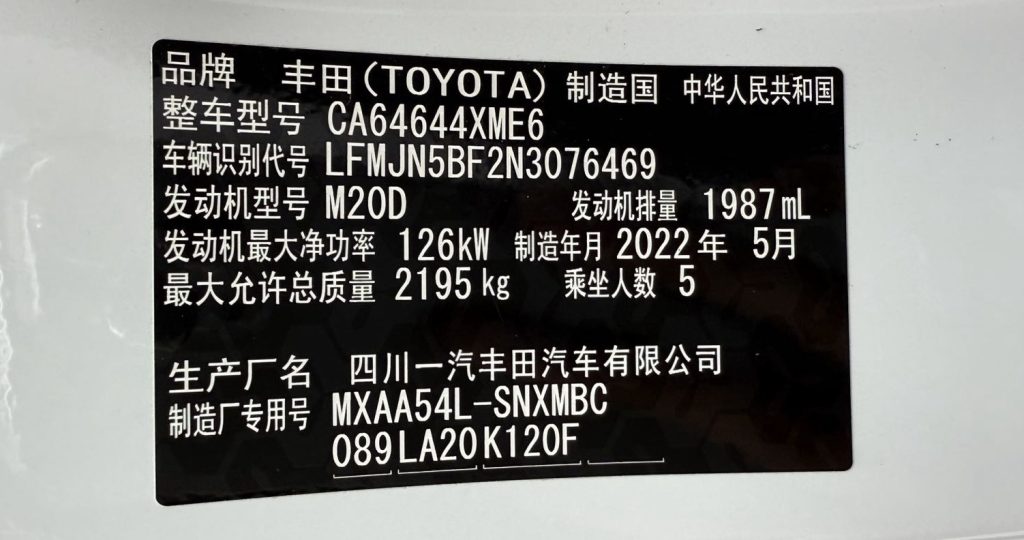 品牌 丰田(TOYOTA) 制造国 中华人民共和国
整车型号 CA64644XME6
车辆识别代号 LFMJN5BF2N3076469
发动机型号 M20D 发动机排量 1987mL
发动机最大净功率 126kW 制造年月 2022年 5月
最大允许总质量 2195kg 乘坐人数 5
生产厂名 四川一汽丰田汽车有限公司
制造厂专用号 MXAA54L-SNXMBC
089 LA20 K120F